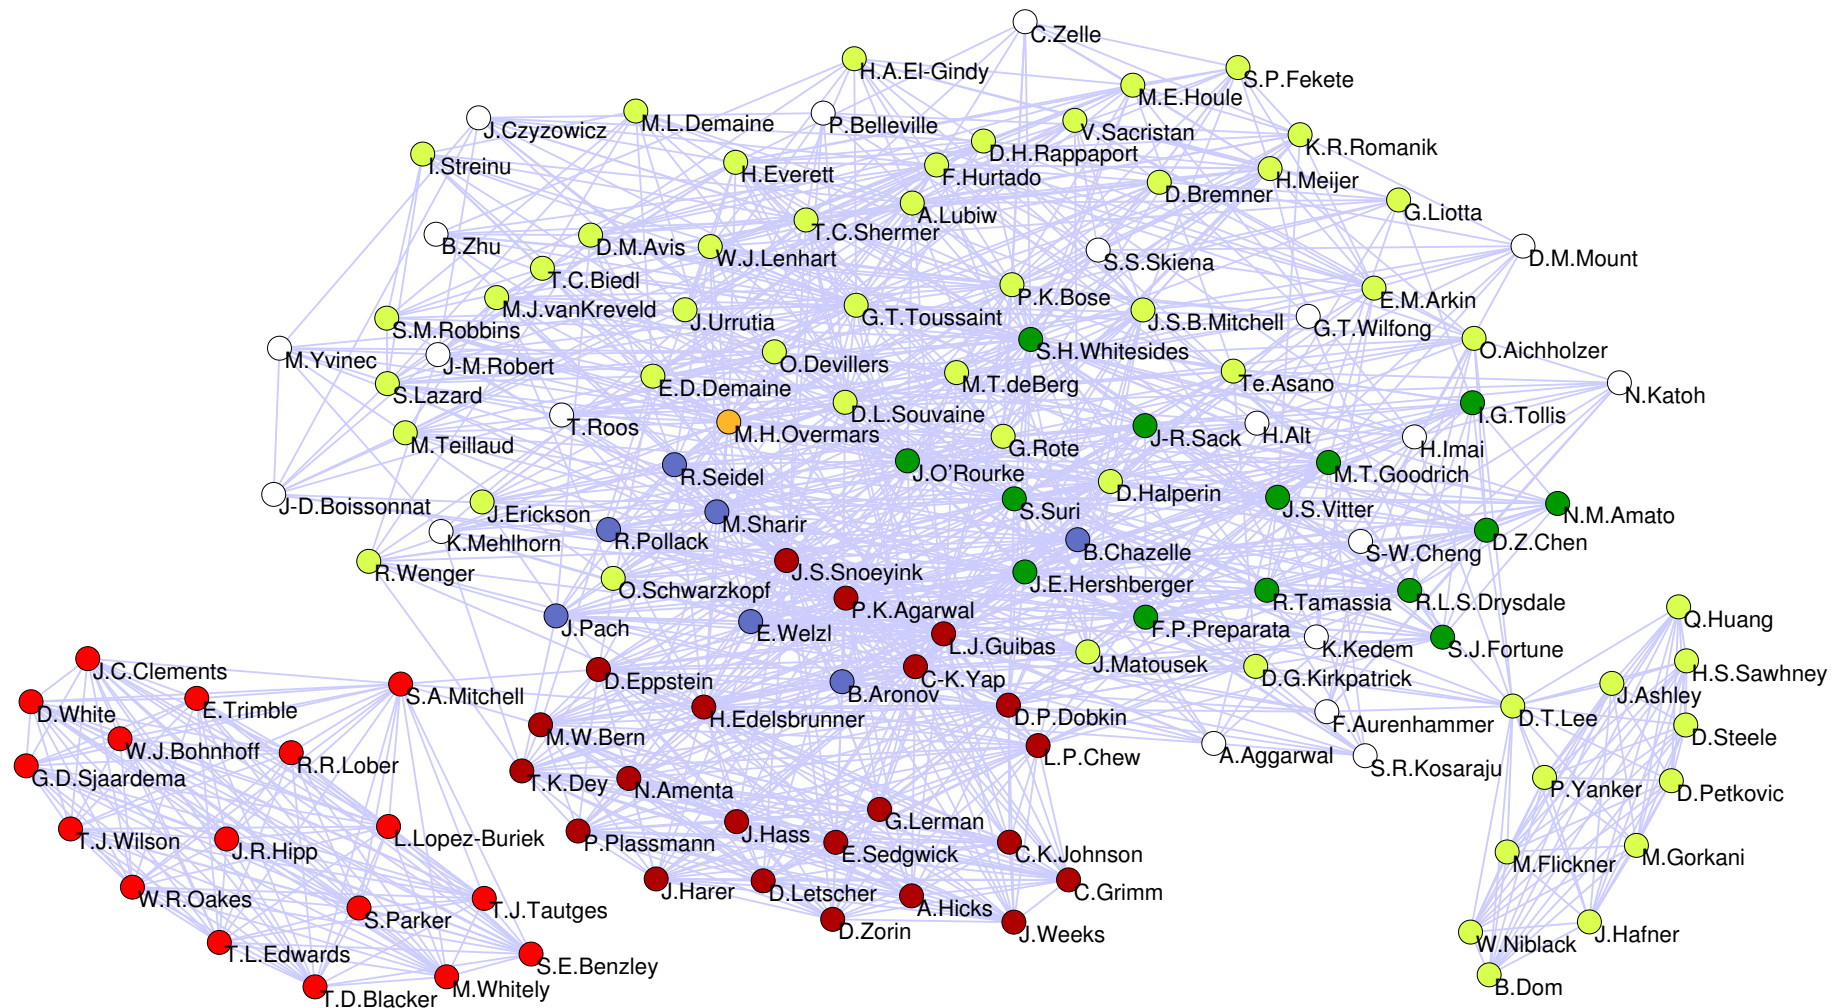 C.Zelle
H.A.El-Gindy
S.P.Fekete
M.E.Houle
J.Czyzowicz
M.L.Demaine
P.Belleville
V.Sacristan
K.R.Romanik
D.H.Rappaport
I.Streinu
H.Everett
F.Hurtado
H.Meijer
D.Bremner
G.Liotta
A.Lubiw
T.C.Shermer
B.Zhu
D.M.Avis
W.J.Lenhart
S.S.Skiena
D.M.Mount
T.C.Biedl
P.K.Bose
E.M.Arkin
M.J.vanKreveld
S.M.Robbins
J.Urrutia
G.T.Toussaint
J.S.B.Mitchell
G.T.Wilfong
M.Yvinec
J-M.Robert
O.Devillers
S.H.Whitesides
O.Aichholzer
S.Lazard
E.D.Demaine
M.T.deBerg
Te.Asano
N.Katoh
T.Roos
D.L.Souvaine
I.G.Tollis
M.Teillaud
M.H.Overmars
G.Rote
J-R.Sack
H.Alt
H.Imai
R.Seidel
J.O'Rourke
M.T.Goodrich
J-D.Boissonnat
J.Erickson
M.Sharir
S.Suri
D.Halperin
J.S.Vitter
N.M.Amato
K.Mehlhorn
R.Pollack
B.Chazelle
S-W.Cheng
D.Z.Chen
R.Wenger
O.Schwarzkopf
J.S.Snoeyink
J.E.Hershberger
R.Tamassia
R.L.S.Drysdale
P.K.Agarwal
J.Pach
E.Welzl
F.P.Preparata
Q.Huang
L.J.Guibas
K.Kedem
S.J.Fortune
J.C.Clements
S.A.Mitchell
D.Eppstein
C-K.Yap
J.Matousek
D.G.Kirkpatrick
H.S.Sawhney
J.Ashley
D.White
E.Trimble
B.Aronov
H.Edelsbrunner
D.P.Dobkin
F.Aurenhammer
D.T.Lee
W.J.Bohnhoff
R.R.Lober
M.W.Bern
L.P.Chew
A.Aggarwal
S.R.Kosaraju
D.Steele
G.D.Sjaardema
T.K.Dey
N.Amenta
P.Yanker
D.Petkovic
T.J.Wilson
J.R.Hipp
L.Lopez-Buriek
P.Plassmann
J.Hass
G.Lerman
E.Sedgwick
C.K.Johnson
M.Flickner
M.Gorkani
W.R.Oakes
S.Parker
T.J.Tautges
J.Harer
D.Letscher
A.Hicks
C.Grimm
D.Zorin
J.Weeks
T.L.Edwards
S.E.Benzley
W.Niblack
J.Hafner
T.D.Blacker
M.Whitely
B.Dom